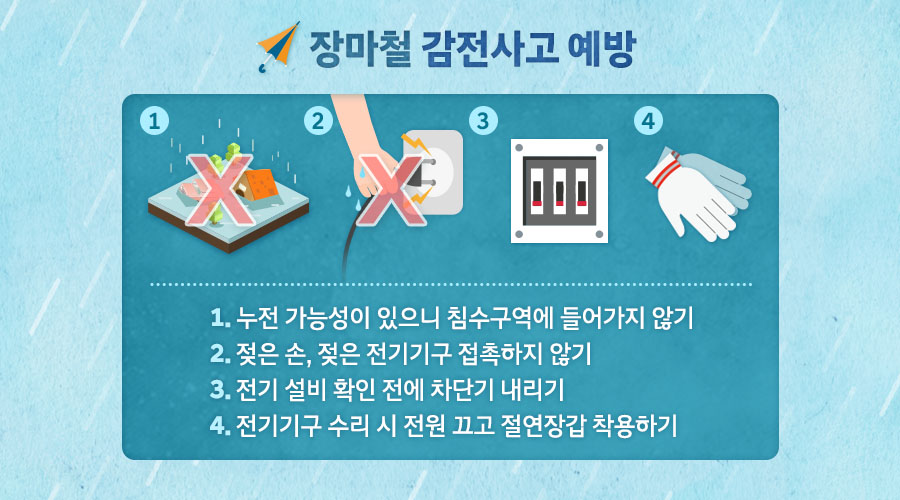 장마철 감전사고 예방
1 2 3 4
1. 누전 가능성이 있으니 침수구역에 들어가지 않기
2. 젖은 손, 젖은 전기기구 접촉하지 않기
3. 전기 설비 확인 전에 차단기 내리기
4. 전기기구 수리 시 전원 끄고 절연장갑 착용하기